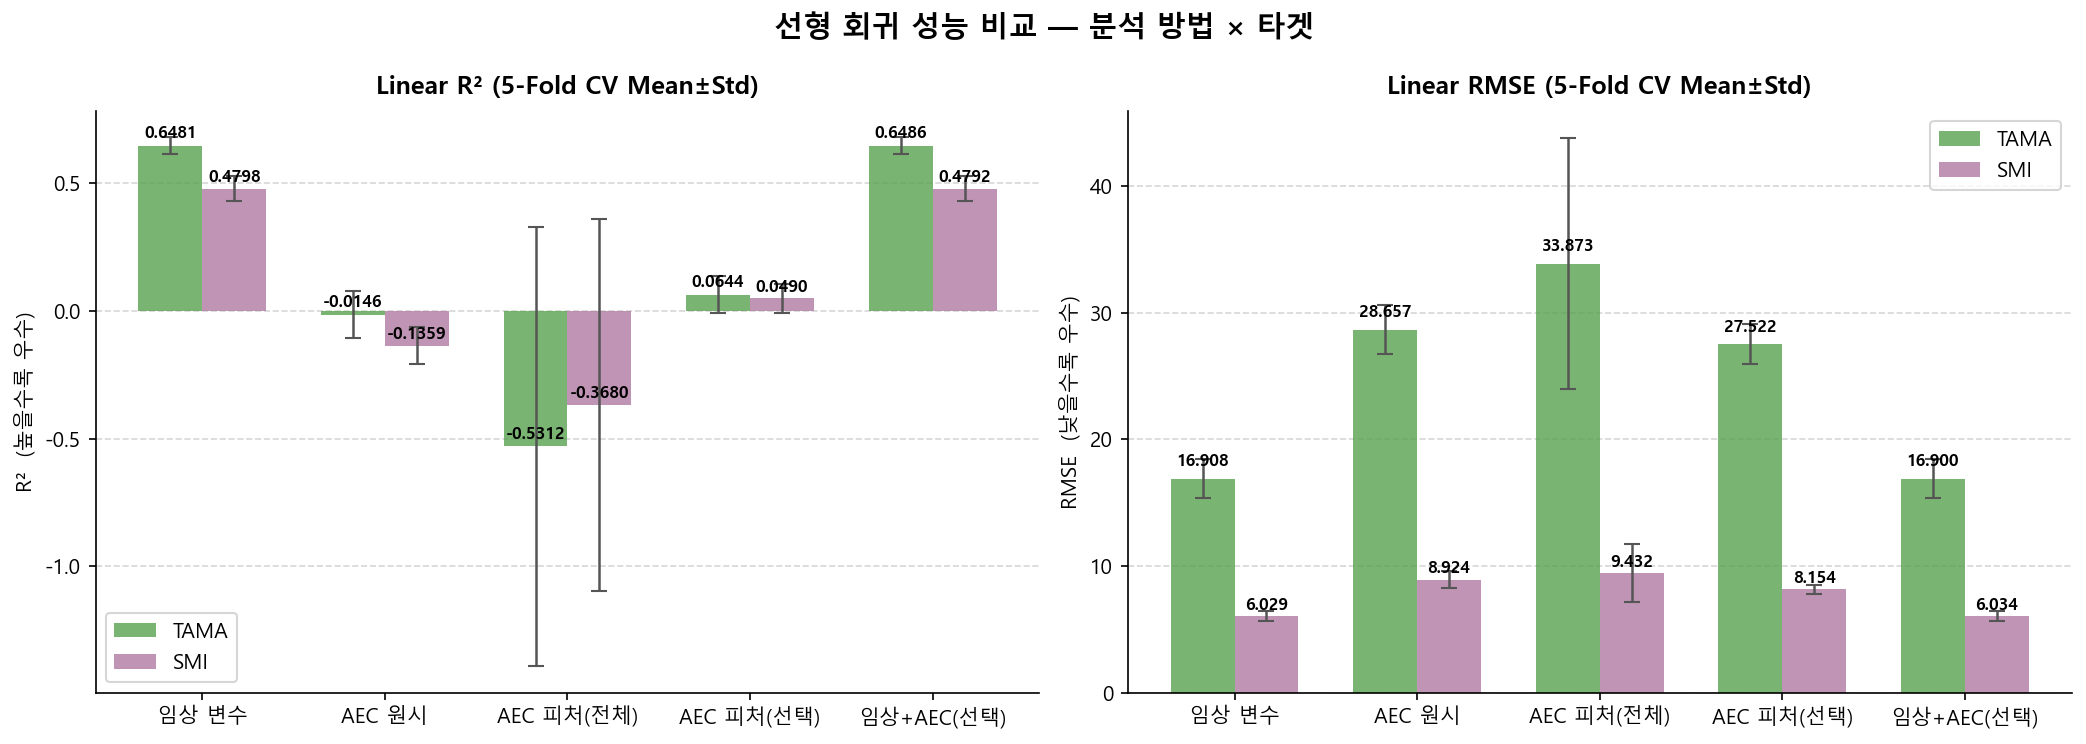 선형 회귀 성능 비교 — 분석 방법 × 타겟
Linear R² (5-Fold CV Mean±Std)
R² (높을수록 우수)
0.5
0.0
-0.5
-1.0
0.6481
0.4798
-0.0146
-0.1359
-0.5312
-0.3680
0.0644
0.0490
0.6486
0.4792
TAMA
SMI
임상 변수
AEC 원시
AEC 피처(전체)
AEC 피처(선택)
임상+AEC(선택)
Linear RMSE (5-Fold CV Mean±Std)
RMSE (낮을수록 우수)
40
30
20
10
0
16.908
6.029
28.657
8.924
33.873
9.432
27.522
8.154
16.900
6.034
TAMA
SMI
임상 변수
AEC 원시
AEC 피처(전체)
AEC 피처(선택)
임상+AEC(선택)